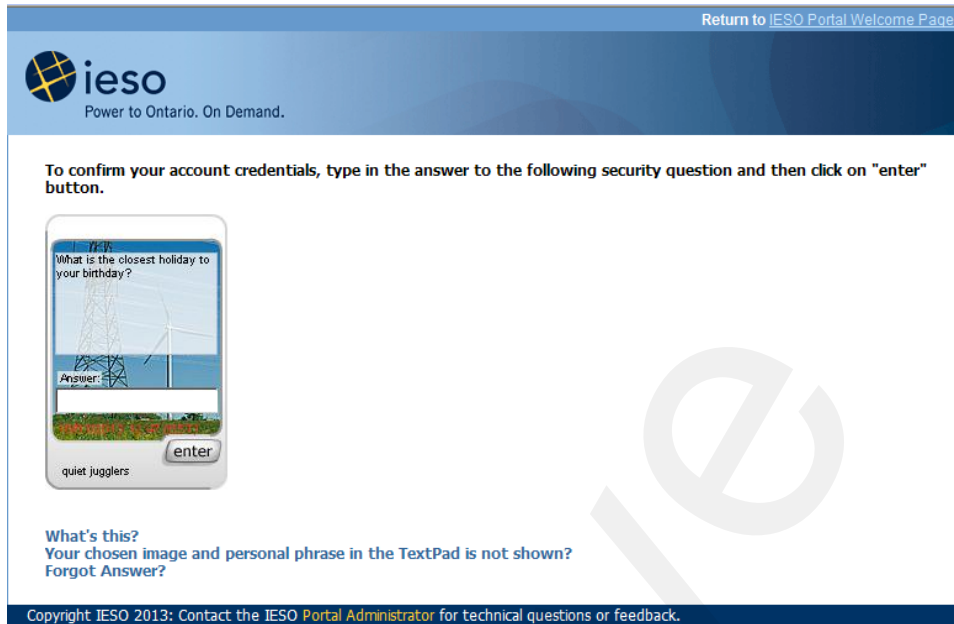 Return to IESO Portal Welcome Page
ieso
Power to Ontario. On Demand.
To confirm your account credentials, type in the answer to the following security question and then click on "enter"
button.
What is the closest holiday to
your birthday?
Answer:
enter
quiet jugglers
What's this?
Your chosen image and personal phrase in the TextPad is not shown?
Forgot Answer?
Copyright IESO 2013: Contact the IESO Portal Administrator for technical questions or feedback.